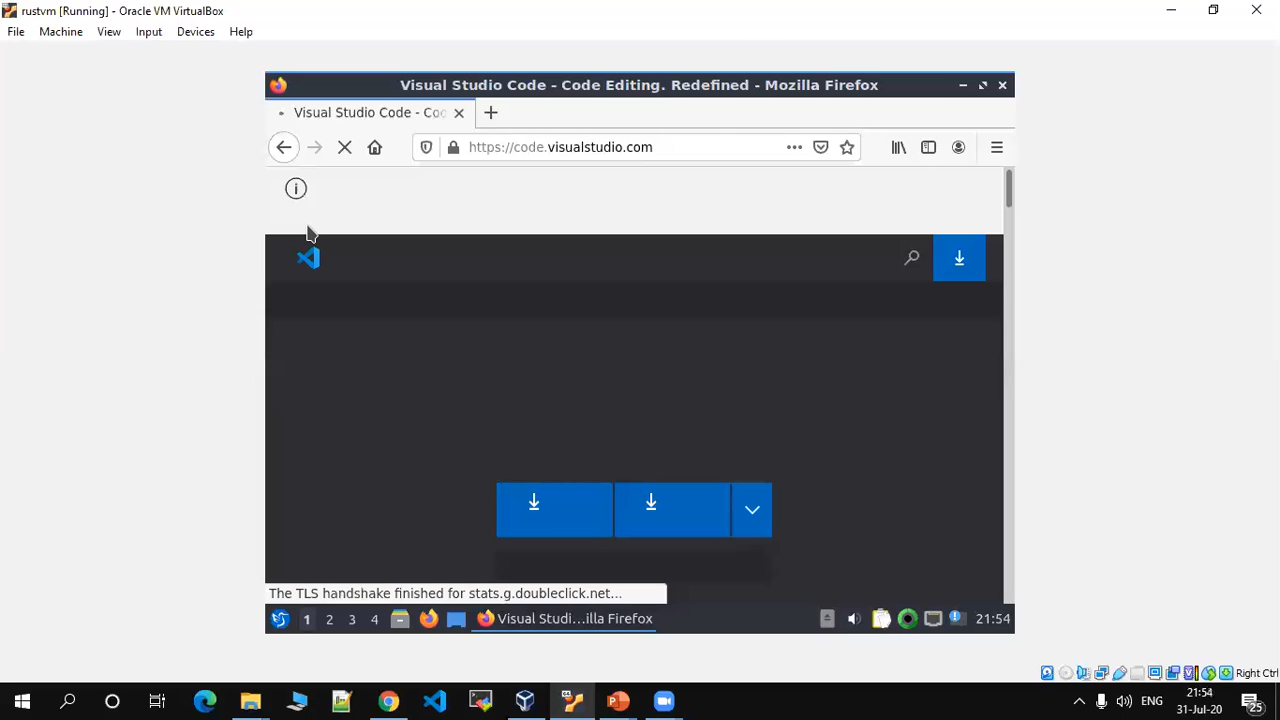 rustvm [Running] - Oracle VM VirtualBox
File Machine View Input Devices Help
Visual Studio Code - Code Editing. Redefined - Mozilla Firefox
Visual Studio Code - Coc
https://code.visualstudio.com
The TLS handshake finished for stats.g.doubleclick.net...
1 2 3 4 Visual Studi...illa Firefox 21:54
Right Ctrl
ENG 21:54
31-Jul-20 25